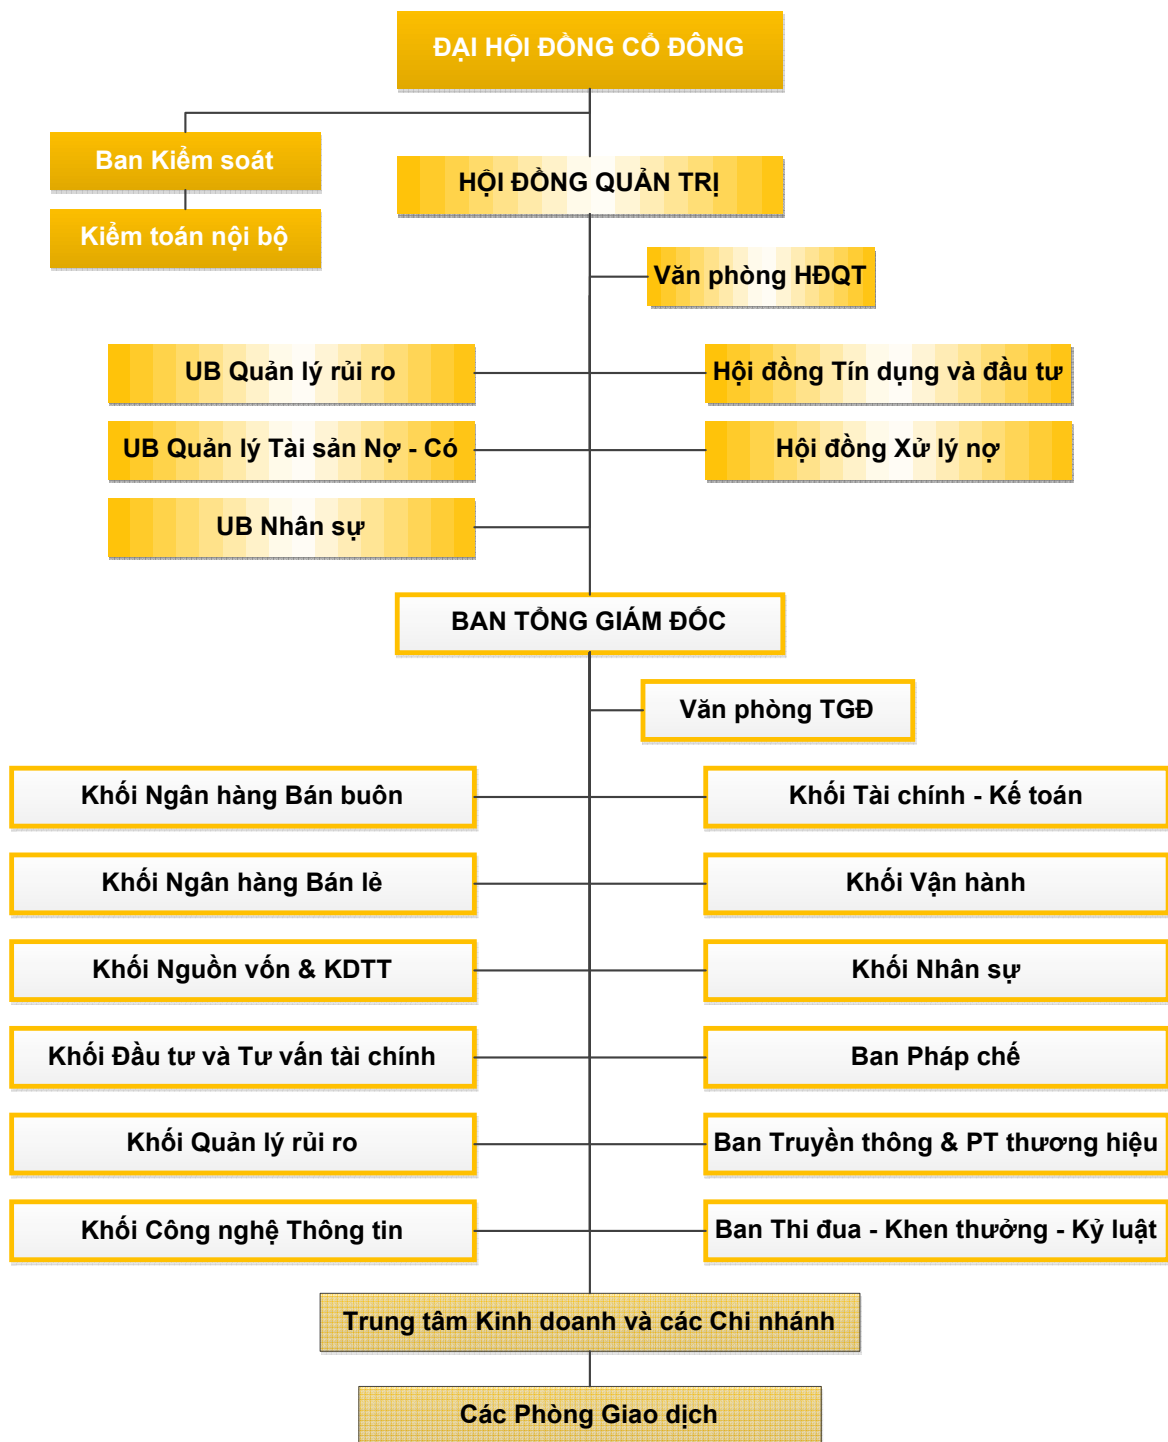 ĐẠI HỘI ĐỒNG CỔ ĐÔNG
Ban Kiểm soát
HỘI ĐỒNG QUẢN TRỊ
Kiểm toán nội bộ
Văn phòng HĐQT
UB Quản lý rủi ro
Hội đồng Tín dụng và đầu tư
UB Quản lý Tài sản Nợ - Có
Hội đồng Xử lý nợ
UB Nhân sự
BAN TỔNG GIÁM ĐỐC
Văn phòng TGĐ
Khối Ngân hàng Bán buôn
Khối Tài chính - Kế toán
Khối Ngân hàng Bán lẻ
Khối Vận hành
Khối Nguồn vốn & KDTT
Khối Nhân sự
Khối Đầu tư và Tư vấn tài chính
Ban Pháp chế
Khối Quản lý rủi ro
Ban Truyền thông & PT thương hiệu
Khối Công nghệ Thông tin
Ban Thi đua - Khen thưởng - Kỷ luật
Trung tâm Kinh doanh và các Chi nhánh
Các Phòng Giao dịch